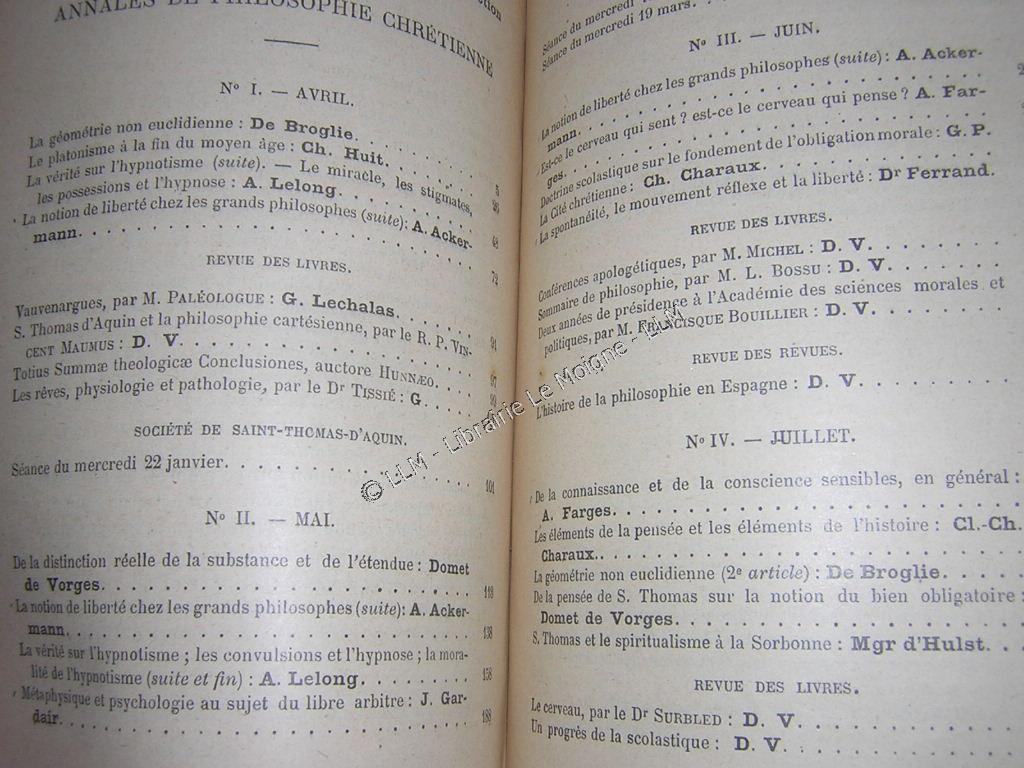 ction
ANNALES DE PHILOSOPHIE CHRÉTIENNE
No I. — AVRIL.
La géométrie non euclidienne : De Broglie.
Le platonisme à la fin du moyen âge : Ch. Huit. 5
La vérité sur l'hypnotisme (suite). — Le miracle, les stigmates, 26
les possessions et l'hypnose : A. Lelong.
La notion de liberté chez les grands philosophes (suite): A. Acker- 48
mann.
72
REVUE DES LIVRES.
Vauvenargues, par M. PALÉOLOGUE : G. Lechalas.
S. Thomas d'Aquin et la philosophie cartésienne, par le R. P. VIN- 91
CENT MAUMUS : D. V.
Totius Summæ theologicæ Conclusiones, auctore HUNNÆO. 97
Les rêves, physiologie et pathologie, par le Dr TISSIÉ : G. 99
SOCIÉTÉ DE SAINT-THOMAS-D'AQUIN.
Séance du mercredi 22 janvier. 101
No II. — MAI.
De la distinction réelle de la substance et de l'étendue : Domet
de Vorges. 119
La notion de liberté chez les grands philosophes (suite): A. Acker-
mann. 138
La vérité sur l'hypnotisme ; les convulsions et l'hypnose ; la mora-
lité de l'hypnotisme (suite et fin) : A. Lelong. 158
Métaphysique et psychologie au sujet du libre arbitre : J. Gar-
dair. 188
Séance du mercredi
Séance du mercredi 19 mars.
No III. — JUIN.
La notion de liberté chez les grands philosophes (suite) : A. Acker-
mann.
Est-ce le cerveau qui sent ? est-ce le cerveau qui pense ? A. Far-
ges.
Doctrine scolastique sur le fondement de l'obligation morale : G. P.
La Cité chrétienne : Ch. Charaux.
La spontanéité, le mouvement réflexe et la liberté : Dr Ferrand.
REVUE DES LIVRES.
Conférences apologétiques, par M. MICHEL : D. V.
Sommaire de philosophie, par M. L. BOSSU : D. V.
Deux années de présidence à l'Académie des sciences morales et
politiques, par M. FRANCISQUE BOUILLIER : D. V.
REVUE DES REVUES.
L'histoire de la philosophie en Espagne : D. V.
No IV. — JUILLET.
De la connaissance et de la conscience sensibles, en général :
A. Farges.
Les éléments de la pensée et les éléments de l'histoire : Cl.-Ch.
Charaux.
La géométrie non euclidienne (2e article) : De Broglie.
De la pensée de S. Thomas sur la notion du bien obligatoire :
Domet de Vorges.
S. Thomas et le spiritualisme à la Sorbonne : Mgr d'Hulst.
REVUE DES LIVRES.
Le cerveau, par le Dr SURBLED : D. V.
Un progrès de la scolastique : D. V.
© LLM - Librairie Le Moigne - LLM